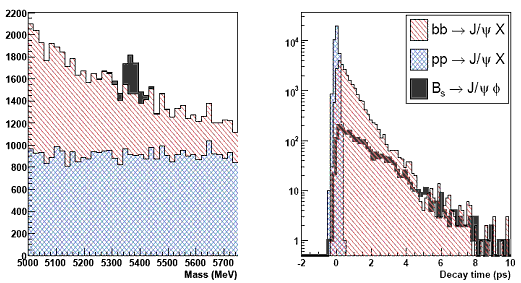 2200
2000
1800
1600
1400
1200
1000
800
600
400
200
0
5000 5100 5200 5300 5400 5500 5600 5700
Mass (MeV)
10⁴
10³
10²
10
1
-2 0 2 4 6 8 10
Decay time (ps)
bb → J/ψ X
pp → J/ψ X
Bₛ → J/ψ ϕ